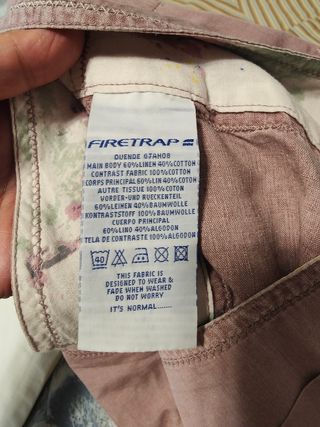 FIRETRAP
DUENDE 07AH08
MAIN BODY 60%LINEN 40%COTTON
CONTRAST FABRIC 100%COTTON
CORPS PRINCIPAL 60%LIN 40%COTON
AUTRE TISSUE 100%COTON
VORDER-UND RUECKENTEIL
60%LEINEN 40%BAUMWOLLE
KONTRASTSTOFF 100%BAUMWOLLE
CUERPO PRINCIPAL
60%LINO 40%ALGODON
TELA DE CONTRASTE 100%ALGODON
40
THIS FABRIC IS
DESIGNED TO WEAR &
FADE WHEN WASHED
DO NOT WORRY
IT'S NORMAL.......